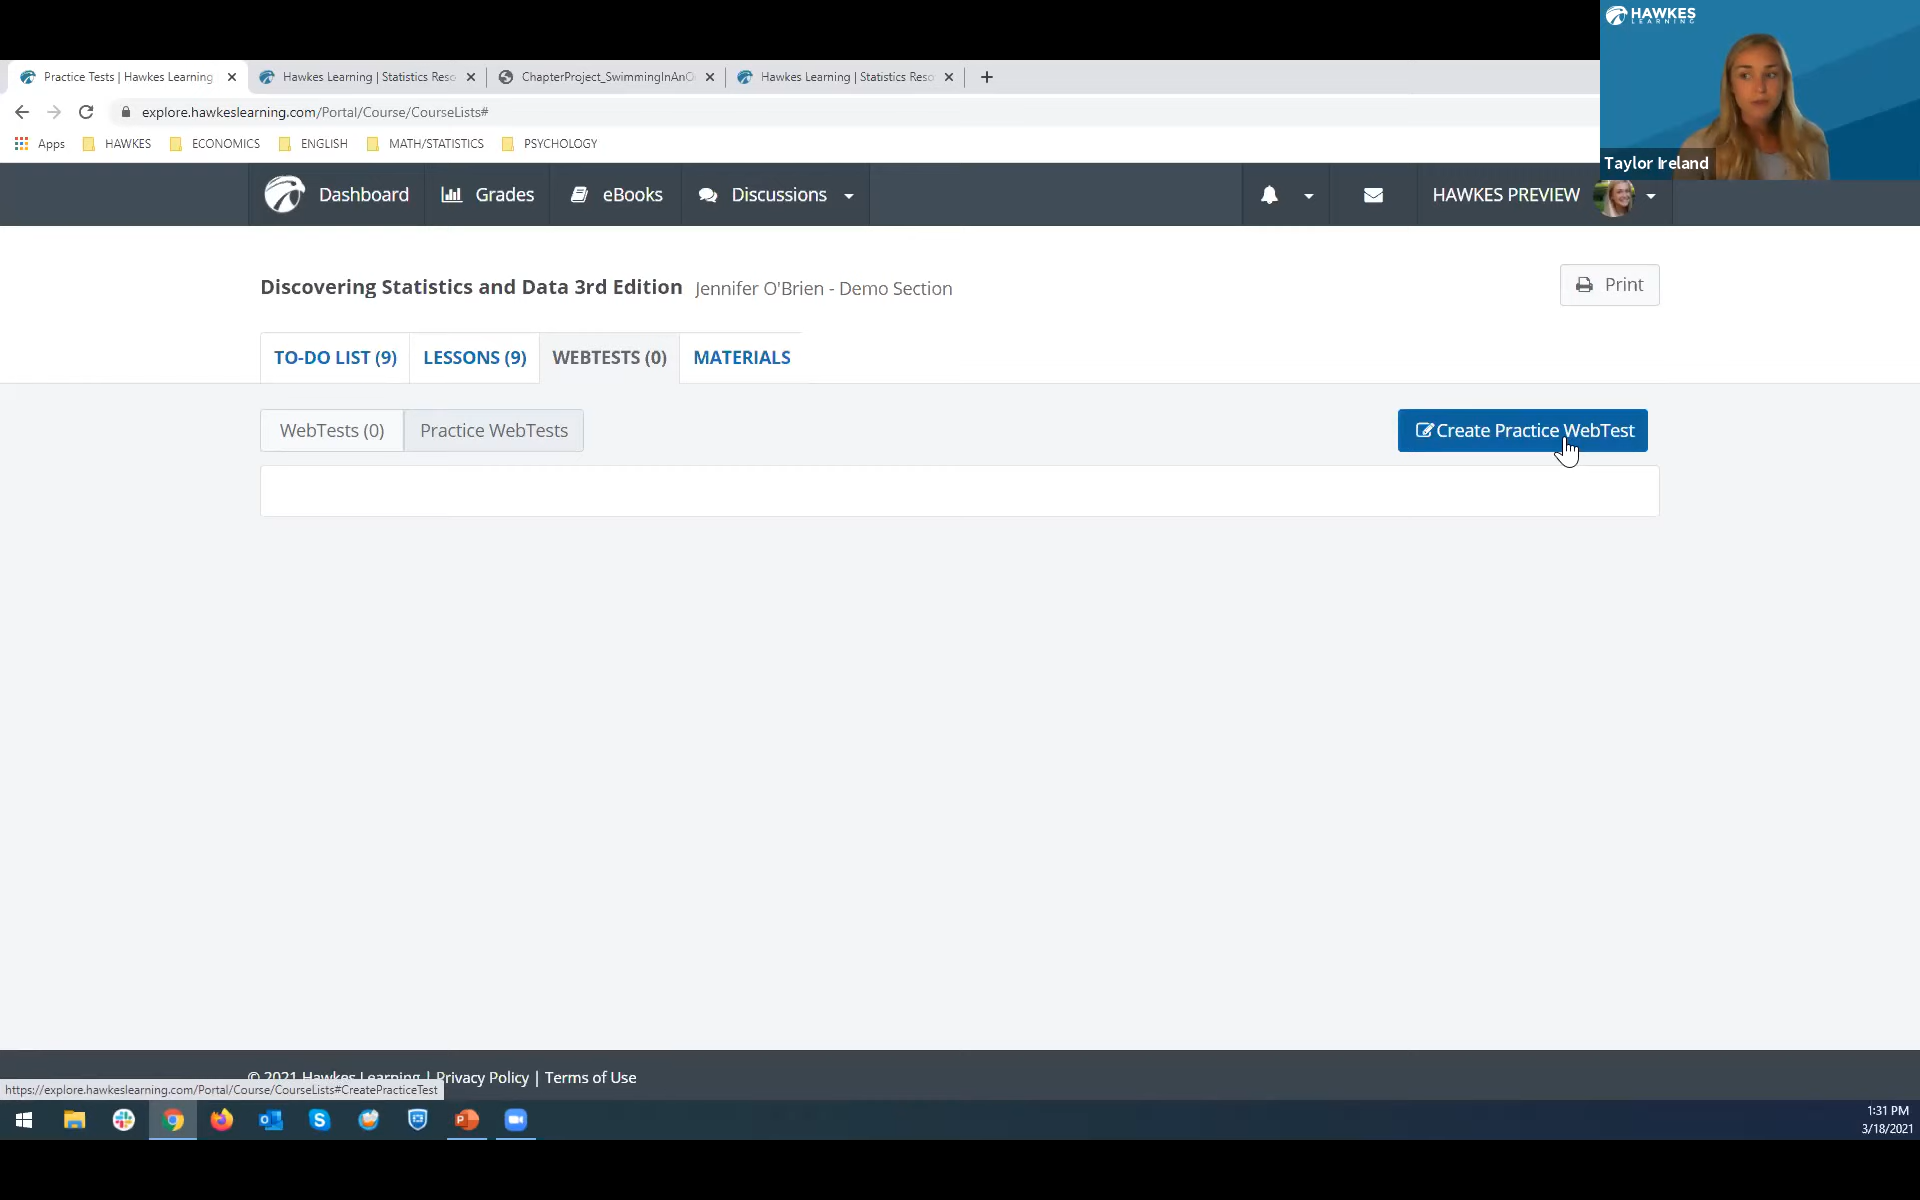 HAWKES
LEARNING
Taylor Ireland
Practice Tests | Hawkes Learning
Hawkes Learning | Statistics Reso
ChapterProject_SwimmingInAnO
Hawkes Learning | Statistics Reso
explore.hawkeslearning.com/Portal/Course/CourseLists#
Apps HAWKES ECONOMICS ENGLISH MATH/STATISTICS PSYCHOLOGY
Dashboard Grades eBooks Discussions HAWKES PREVIEW
Discovering Statistics and Data 3rd Edition Jennifer O'Brien - Demo Section Print
TO-DO LIST (9) LESSONS (9) WEBTESTS (0) MATERIALS
WebTests (0) Practice WebTests Create Practice WebTest
© 2021 Hawkes Learning | Privacy Policy | Terms of Use
https://explore.hawkeslearning.com/Portal/Course/CourseLists#CreatePracticeTest
1:31 PM
3/18/2021